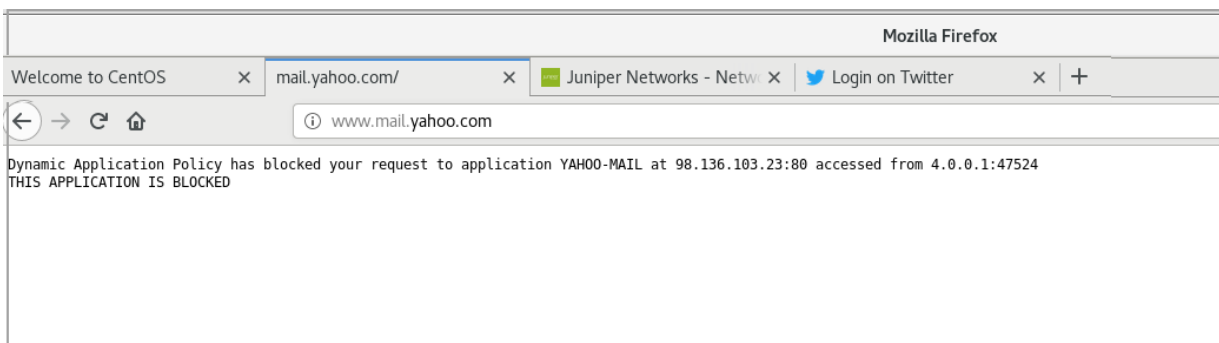 Mozilla Firefox
Welcome to CentOS
mail.yahoo.com/
Juniper Networks - Netw
Login on Twitter
www.mail.yahoo.com
Dynamic Application Policy has blocked your request to application YAHOO-MAIL at 98.136.103.23:80 accessed from 4.0.0.1:47524
THIS APPLICATION IS BLOCKED